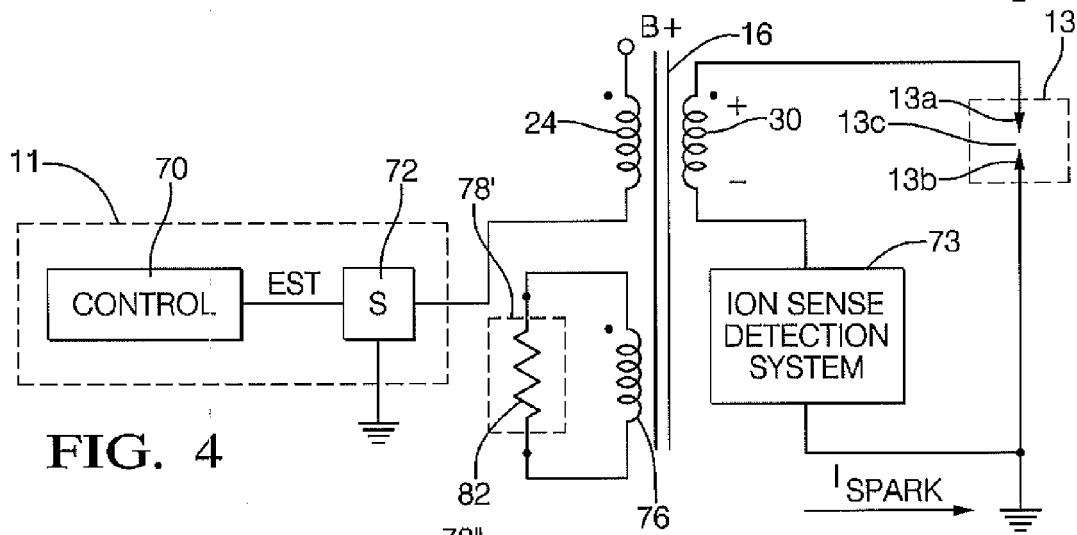 B+
16
13
24
30
13a
13c
13b
11
70
72
78'
73
CONTROL
EST
S
ION SENSE
DETECTION
SYSTEM
FIG. 4
82
76
I SPARK
78"